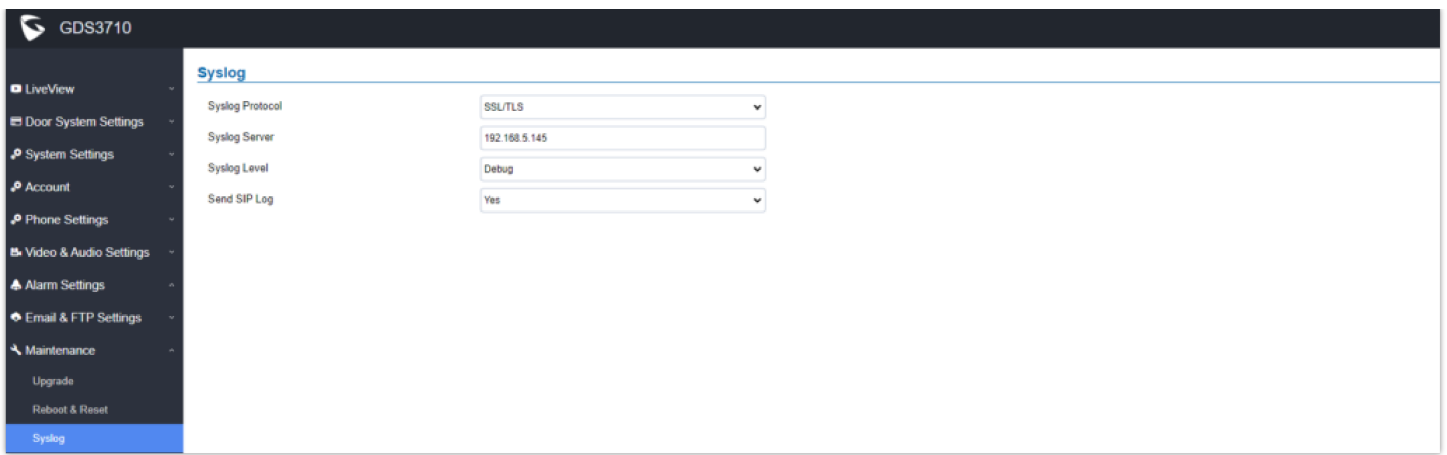 GDS3710
LiveView
Door System Settings
System Settings
Account
Phone Settings
Video & Audio Settings
Alarm Settings
Email & FTP Settings
Maintenance
Upgrade
Reboot & Reset
Syslog
Syslog
Syslog Protocol SSL/TLS
Syslog Server 192.168.5.145
Syslog Level Debug
Send SIP Log Yes